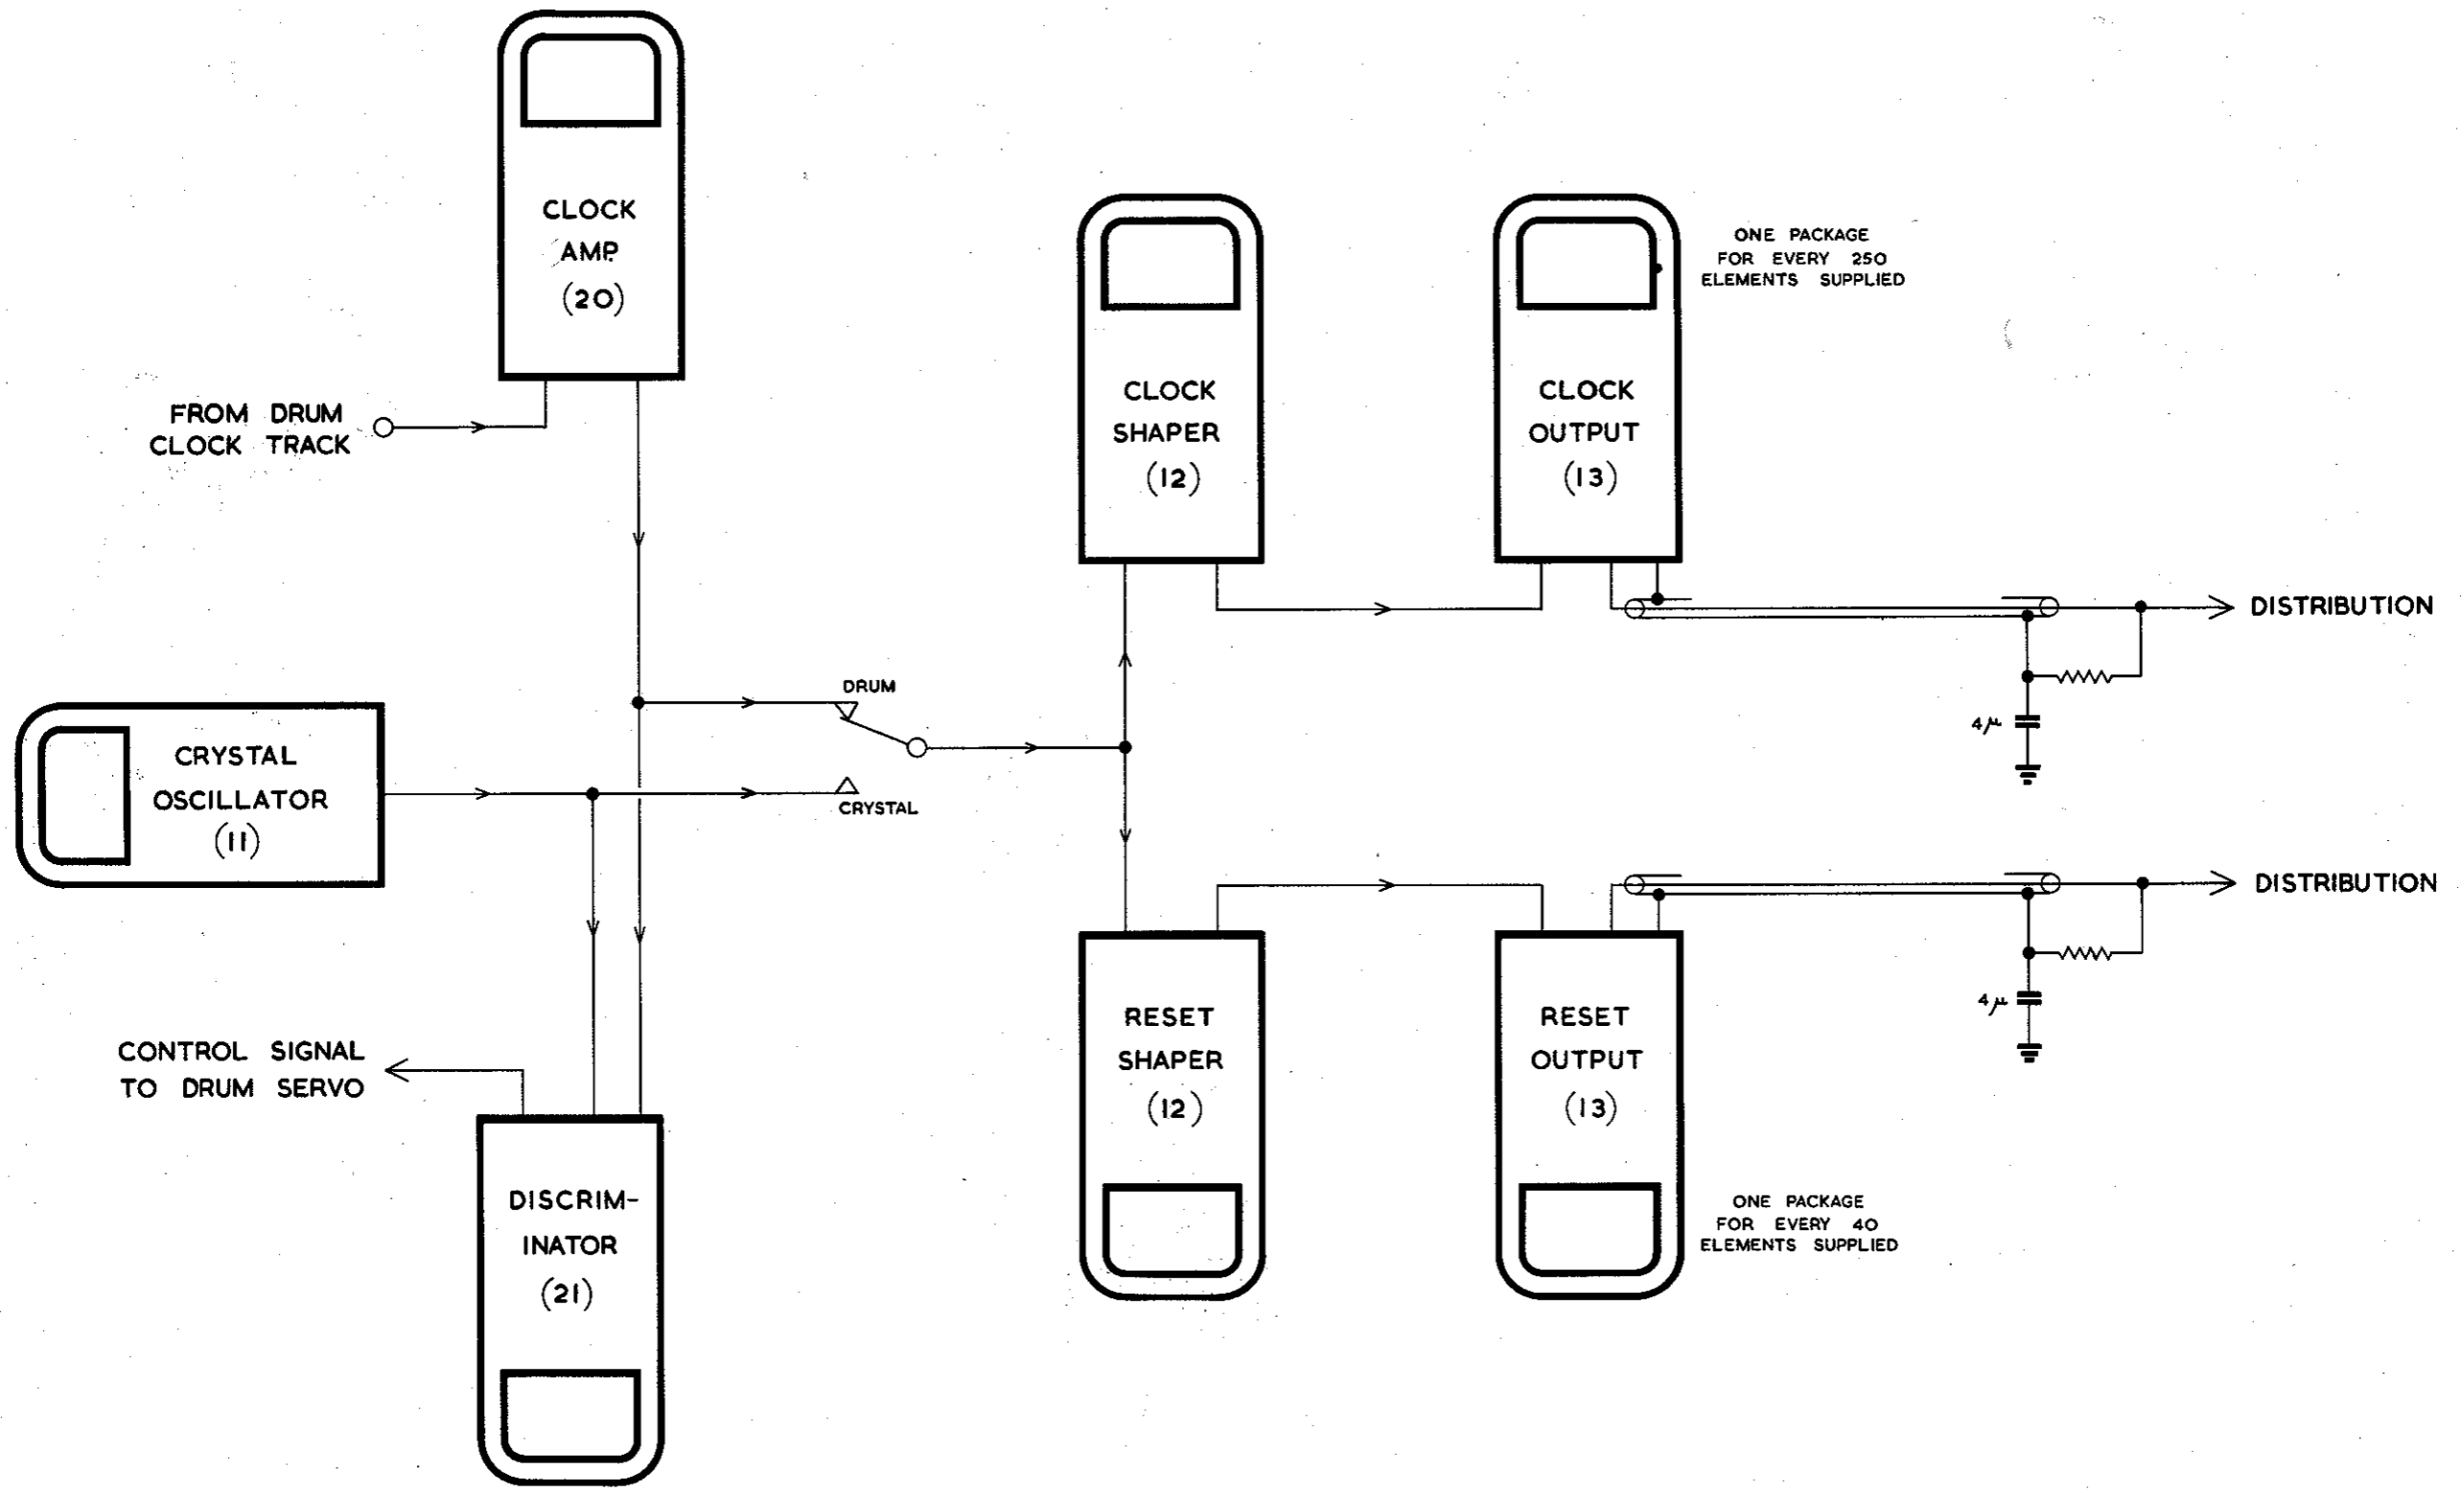 CLOCK
AMP.
(20)
FROM DRUM
CLOCK TRACK
CLOCK
SHAPER
(12)
CLOCK
OUTPUT
(13)
ONE PACKAGE
FOR EVERY 250
ELEMENTS SUPPLIED
DISTRIBUTION
4μ
DRUM
CRYSTAL
CRYSTAL
OSCILLATOR
(11)
CONTROL SIGNAL
TO DRUM SERVO
DISCRIM-
INATOR
(21)
RESET
SHAPER
(12)
RESET
OUTPUT
(13)
ONE PACKAGE
FOR EVERY 40
ELEMENTS SUPPLIED
DISTRIBUTION
4μ